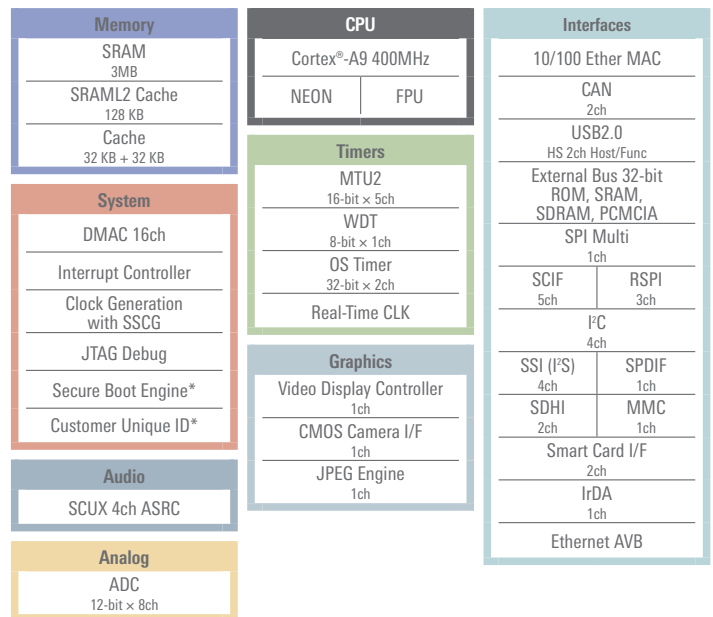 Memory
SRAM
3MB
SRAML2 Cache
128 KB
Cache
32 KB + 32 KB
System
DMAC 16ch
Interrupt Controller
Clock Generation
with SSCG
JTAG Debug
Secure Boot Engine*
Customer Unique ID*
Audio
SCUX 4ch ASRC
Analog
ADC
12-bit × 8ch
CPU
Cortex®-A9 400MHz
NEON FPU
Timers
MTU2
16-bit × 5ch
WDT
8-bit × 1ch
OS Timer
32-bit × 2ch
Real-Time CLK
Graphics
Video Display Controller
1ch
CMOS Camera I/F
1ch
JPEG Engine
1ch
Interfaces
10/100 Ether MAC
CAN
2ch
USB2.0
HS 2ch Host/Func
External Bus 32-bit
ROM, SRAM,
SDRAM, PCMCIA
SPI Multi
1ch
SCIF RSPI
5ch 3ch
I²C
4ch
SSI (I²S) SPDIF
4ch 1ch
SDHI MMC
2ch 1ch
Smart Card I/F
2ch
IrDA
1ch
Ethernet AVB